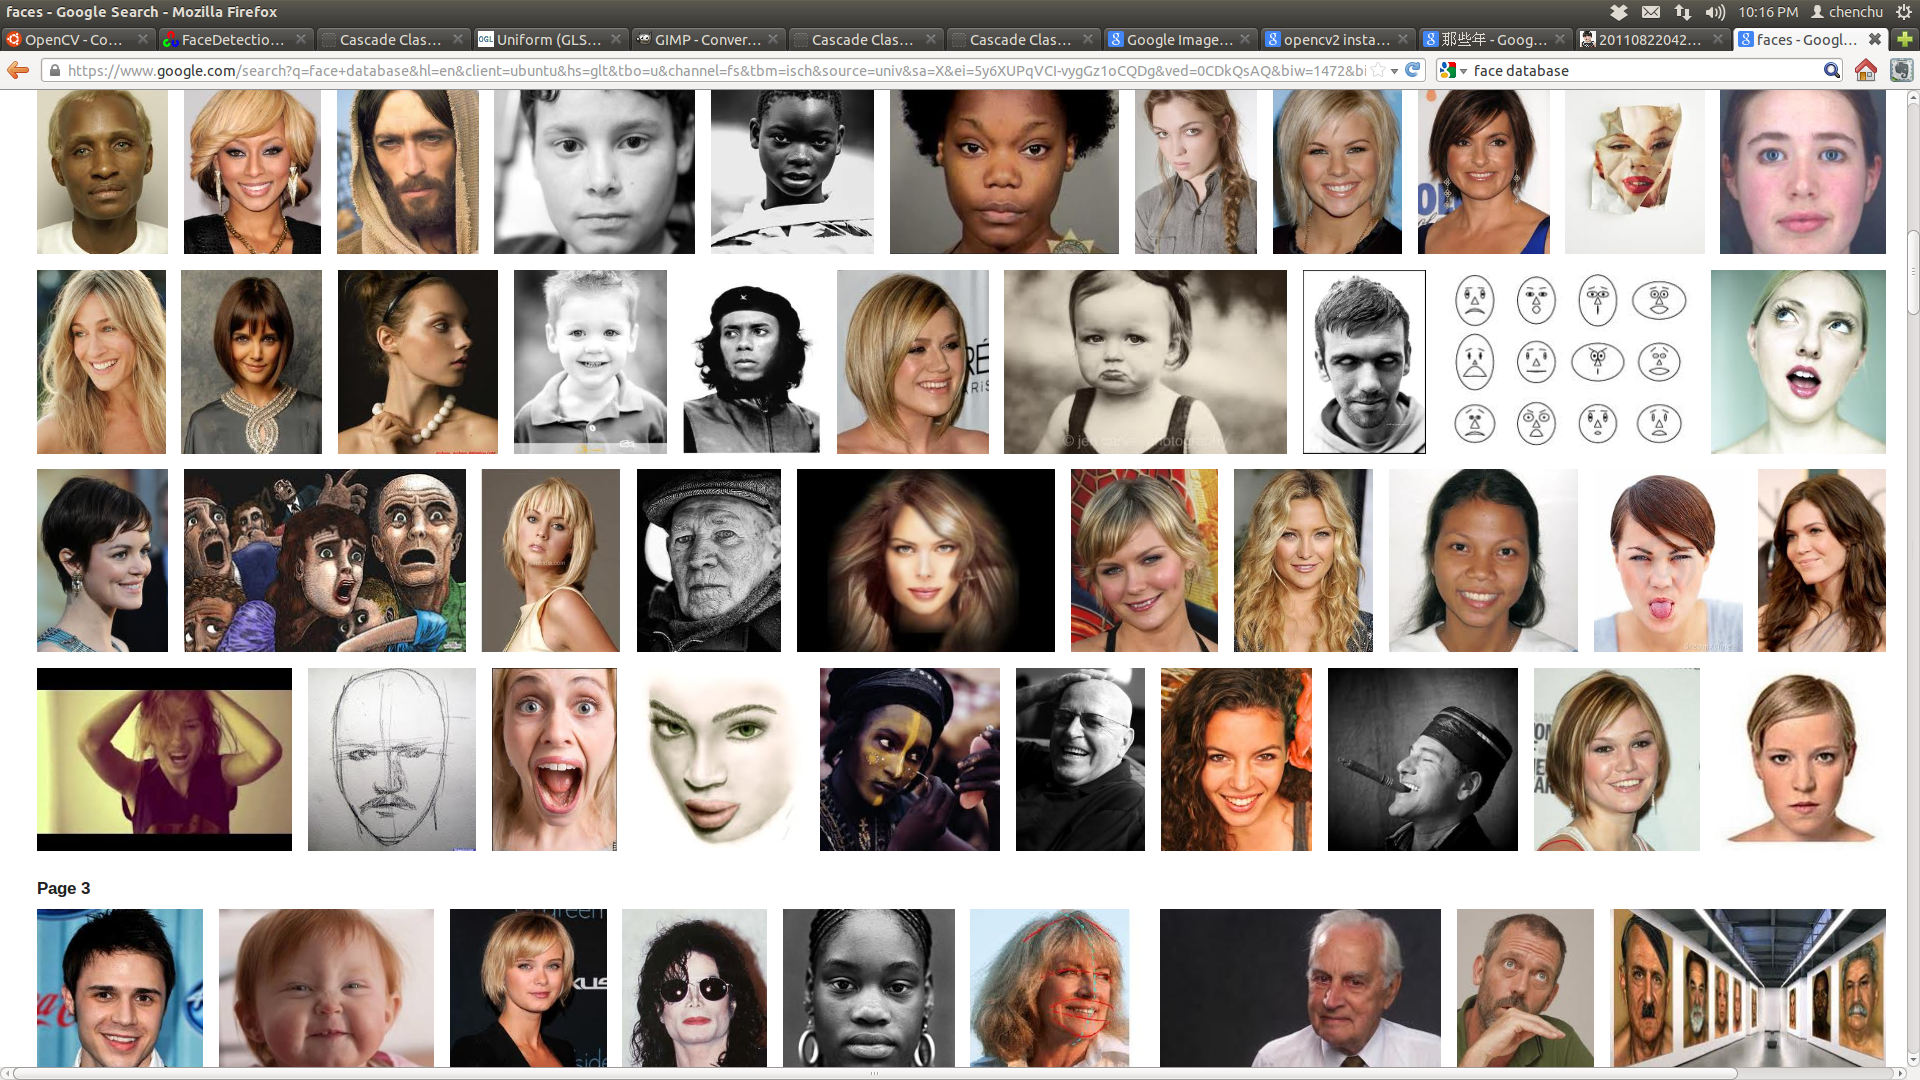 faces - Google Search - Mozilla Firefox
10:16 PM chenchu
OpenCV - Co...
FaceDetectio...
Cascade Clas...
OGL Uniform (GLS...
GIMP - Conver...
Cascade Clas...
Cascade Clas...
Google Image...
opencv2 insta...
那些年 - Goog...
20110822042...
faces - Googl...
https://www.google.com/search?q=face+database&hl=en&client=ubuntu&hs=glt&tbo=u&channel=fs&tbm=isch&source=univ&sa=X&ei=5y6XUPqVCI-vygGz1oCQDg&ved=0CDkQsAQ&biw=1472&bi
face database
Page 3